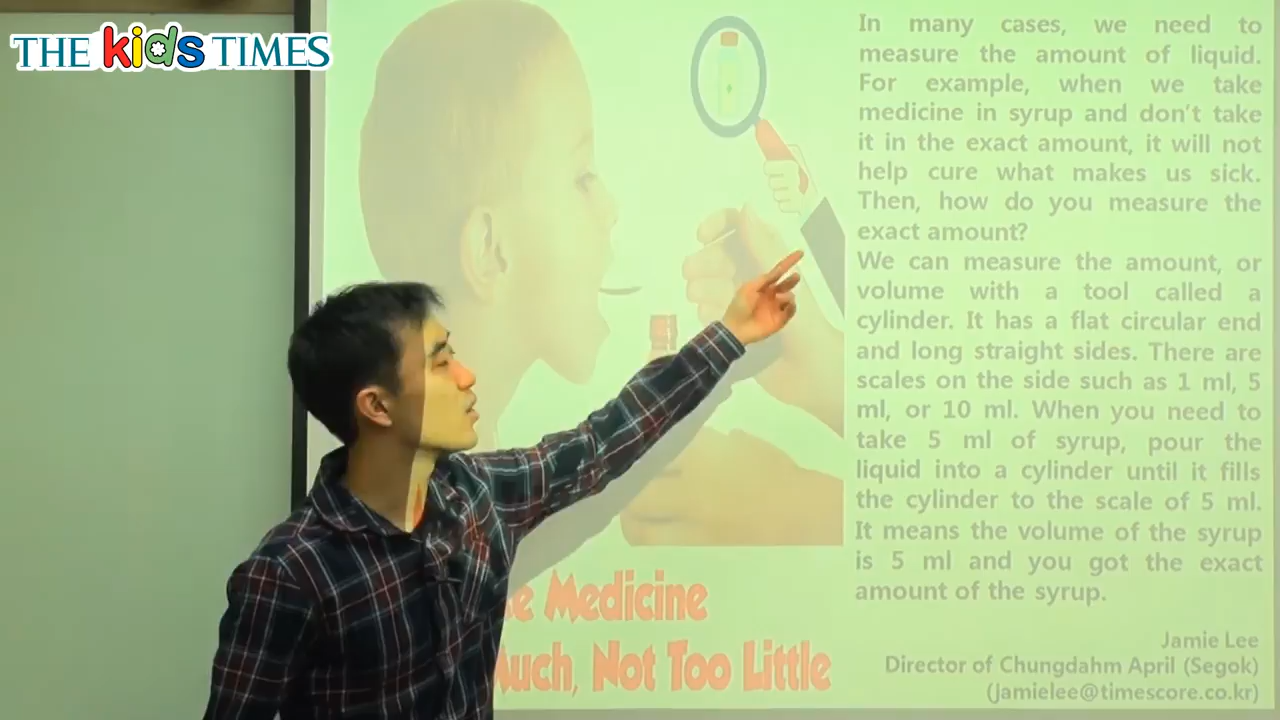 THE kids TIMES
In many cases, we need to
measure the amount of liquid.
For example, when we take
medicine in syrup and don't take
it in the exact amount, it will not
help cure what makes us sick.
Then, how do you measure the
exact amount?
We can measure the amount, or
volume with a tool called a
cylinder. It has a flat circular end
and long straight sides. There are
scales on the side such as 1 ml, 5
ml, or 10 ml. When you need to
take 5 ml of syrup, pour the
liquid into a cylinder until it fills
the cylinder to the scale of 5 ml.
It means the volume of the syrup
is 5 ml and you got the exact
amount of the syrup.
Medicine
Much, Not Too Little
Jamie Lee
Director of Chungdahm April (Segok)
(Jamielee@timescore.co.kr)